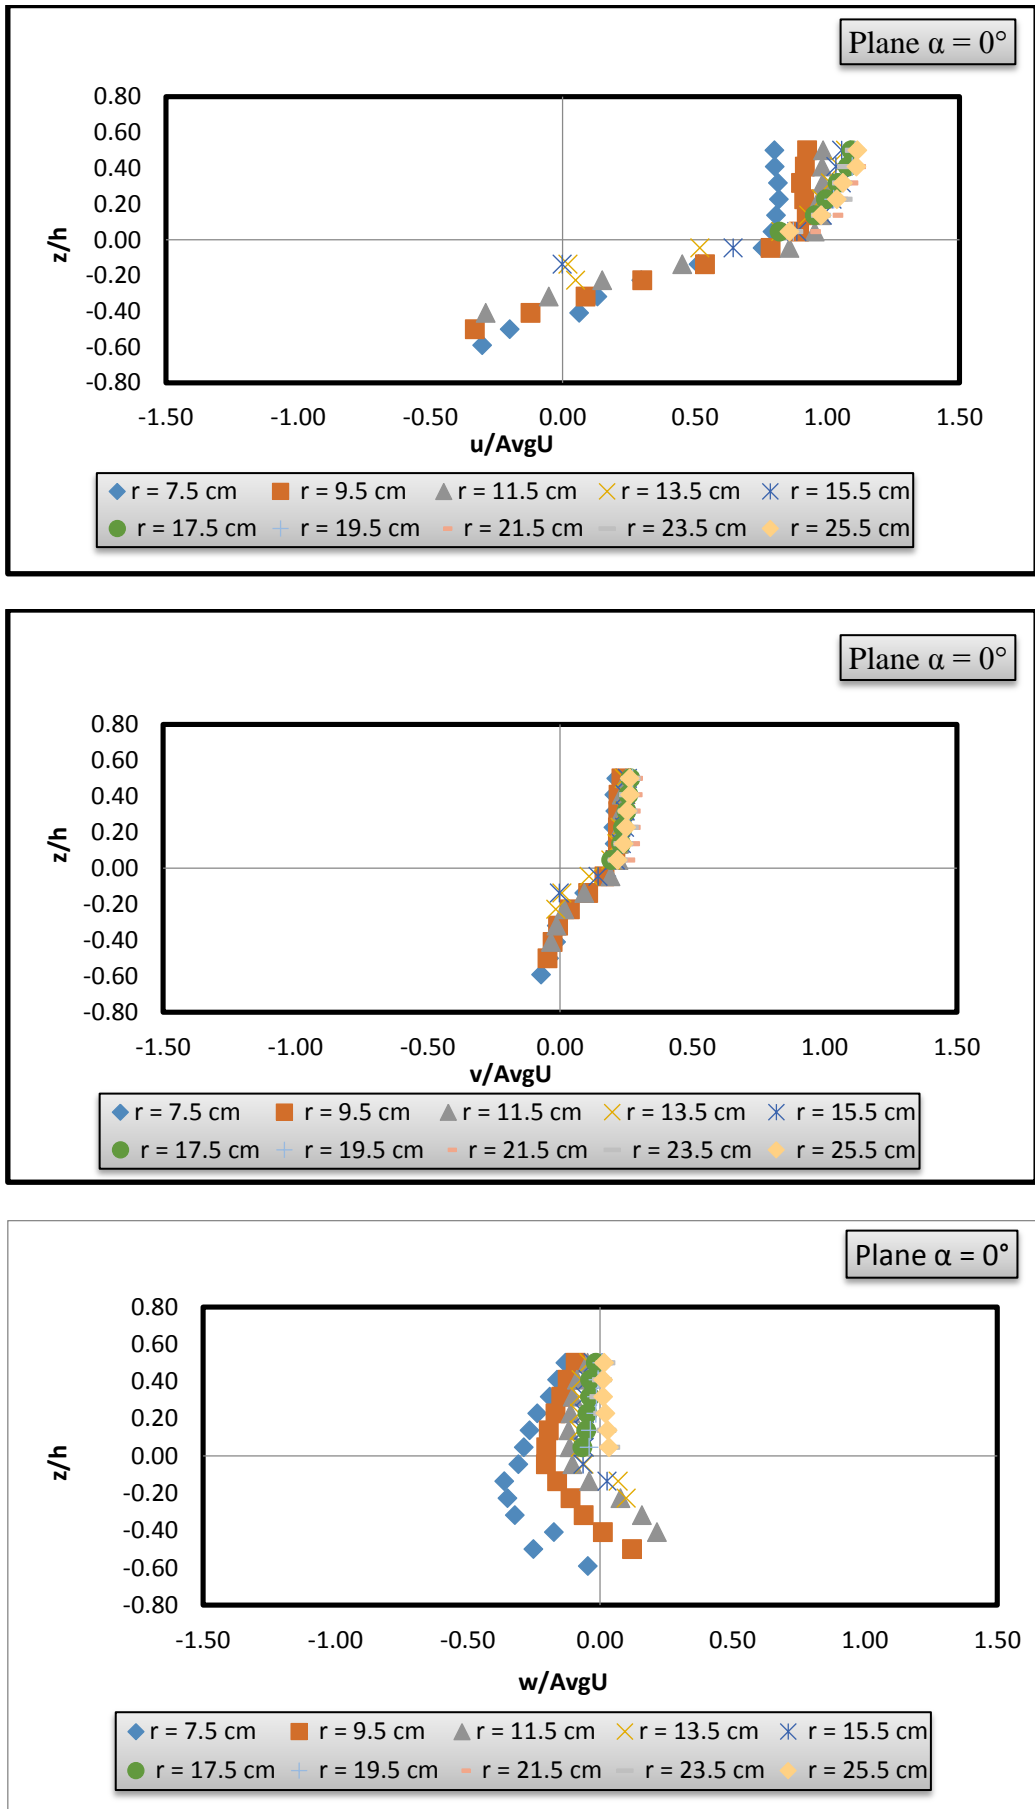 Plane α = 0°
0.80
0.60
0.40
0.20
0.00
-0.20
-0.40
-0.60
-0.80
z/h
-1.50 -1.00 -0.50 0.00 0.50 1.00 1.50
u/AvgU
r = 7.5 cm r = 9.5 cm r = 11.5 cm r = 13.5 cm r = 15.5 cm
r = 17.5 cm r = 19.5 cm r = 21.5 cm r = 23.5 cm r = 25.5 cm
Plane α = 0°
0.80
0.60
0.40
0.20
0.00
-0.20
-0.40
-0.60
-0.80
z/h
-1.50 -1.00 -0.50 0.00 0.50 1.00 1.50
v/AvgU
r = 7.5 cm r = 9.5 cm r = 11.5 cm r = 13.5 cm r = 15.5 cm
r = 17.5 cm r = 19.5 cm r = 21.5 cm r = 23.5 cm r = 25.5 cm
Plane α = 0°
0.80
0.60
0.40
0.20
0.00
-0.20
-0.40
-0.60
-0.80
z/h
-1.50 -1.00 -0.50 0.00 0.50 1.00 1.50
w/AvgU
r = 7.5 cm r = 9.5 cm r = 11.5 cm r = 13.5 cm r = 15.5 cm
r = 17.5 cm r = 19.5 cm r = 21.5 cm r = 23.5 cm r = 25.5 cm